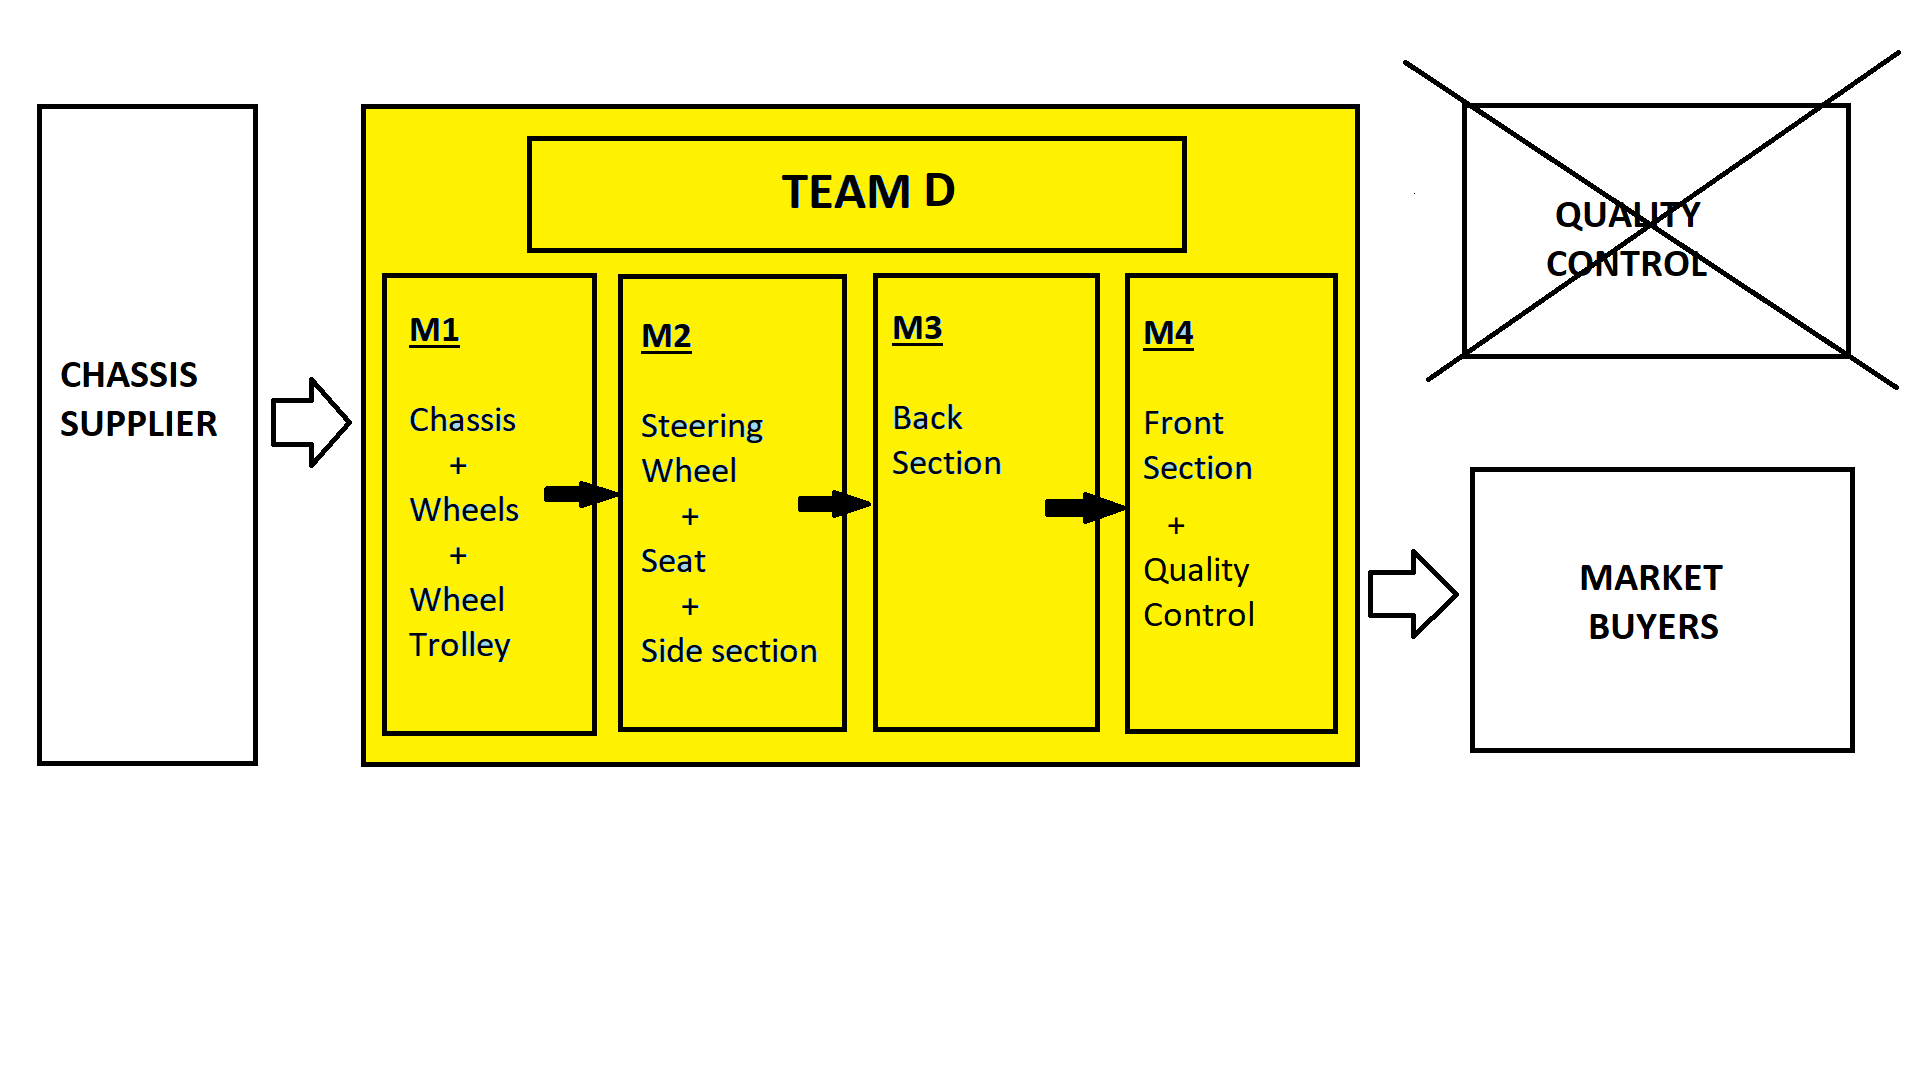 CHASSIS
SUPPLIER
TEAM D
M1
Chassis
+
Wheels
+
Wheel
Trolley
M2
Steering
Wheel
+
Seat
+
Side section
M3
Back
Section
M4
Front
Section
+
Quality
Control
QUALITY
CONTROL
MARKET
BUYERS